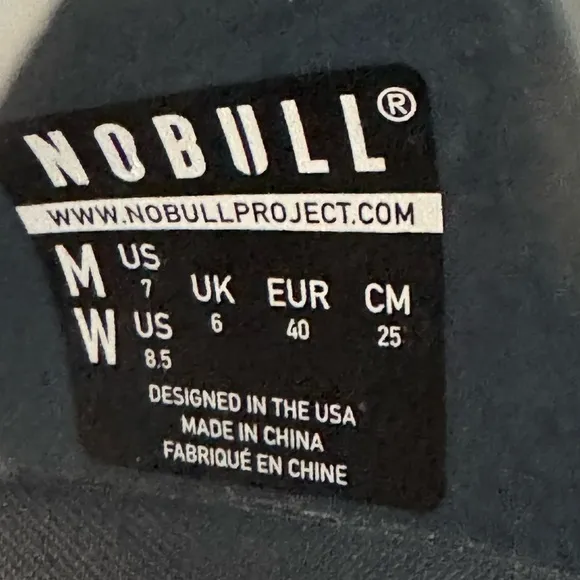 NOBULL®
WWW.NOBULLPROJECT.COM
M US 7 UK 6 EUR 40 CM 25
W US 8.5
DESIGNED IN THE USA
MADE IN CHINA
FABRIQUÉ EN CHINE